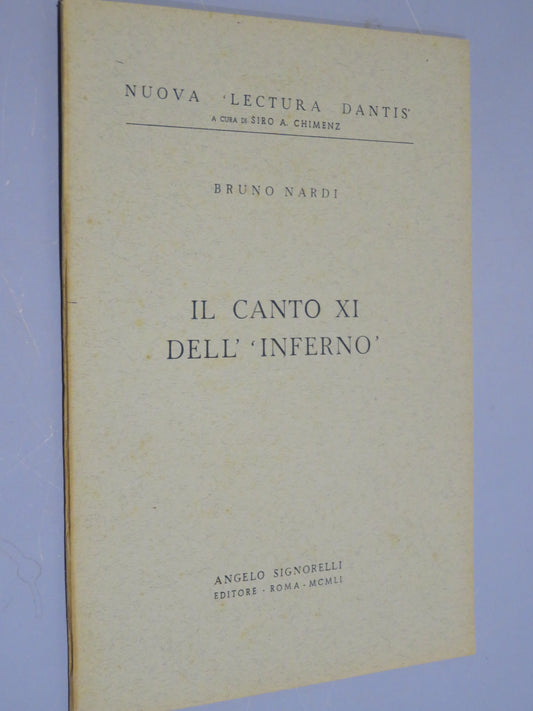 NUOVA 'LECTURA DANTIS'
A CURA DI SIRO A. CHIMENZ
BRUNO NARDI
IL CANTO XI
DELL' 'INFERNO'
ANGELO SIGNORELLI
EDITORE - ROMA - MCMLI